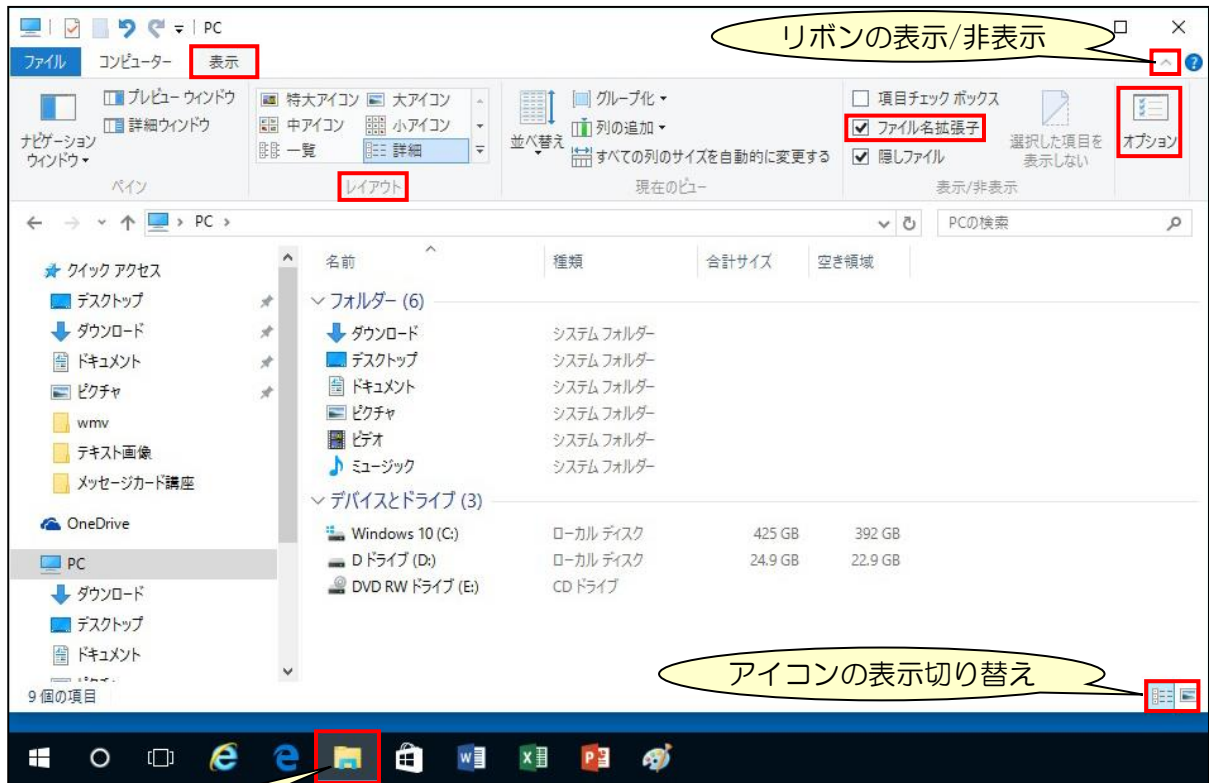 PC
リボンの表示/非表示
ファイル コンピューター 表示
プレビュー ウィンドウ
詳細ウィンドウ
ナビゲーション
ウィンドウ
ペイン
特大アイコン 大アイコン
中アイコン 小アイコン
一覧 詳細
レイアウト
並べ替え
グループ化
列の追加
すべての列のサイズを自動的に変更する
現在のビュー
項目チェック ボックス
ファイル名拡張子
隠しファイル
選択した項目を
表示しない
表示/非表示
オプション
PC
PCの検索
クイック アクセス
デスクトップ
ダウンロード
ドキュメント
ピクチャ
wmv
テキスト画像
メッセージカード講座
OneDrive
PC
ダウンロード
デスクトップ
ドキュメント
名前 種類 合計サイズ 空き領域
フォルダー (6)
ダウンロード システム フォルダー
デスクトップ システム フォルダー
ドキュメント システム フォルダー
ピクチャ システム フォルダー
ビデオ システム フォルダー
ミュージック システム フォルダー
デバイスとドライブ (3)
Windows 10 (C:) ローカル ディスク 425 GB 392 GB
D ドライブ (D:) ローカル ディスク 24.9 GB 22.9 GB
DVD RW ドライブ (E:) CD ドライブ
アイコンの表示切り替え
9 個の項目